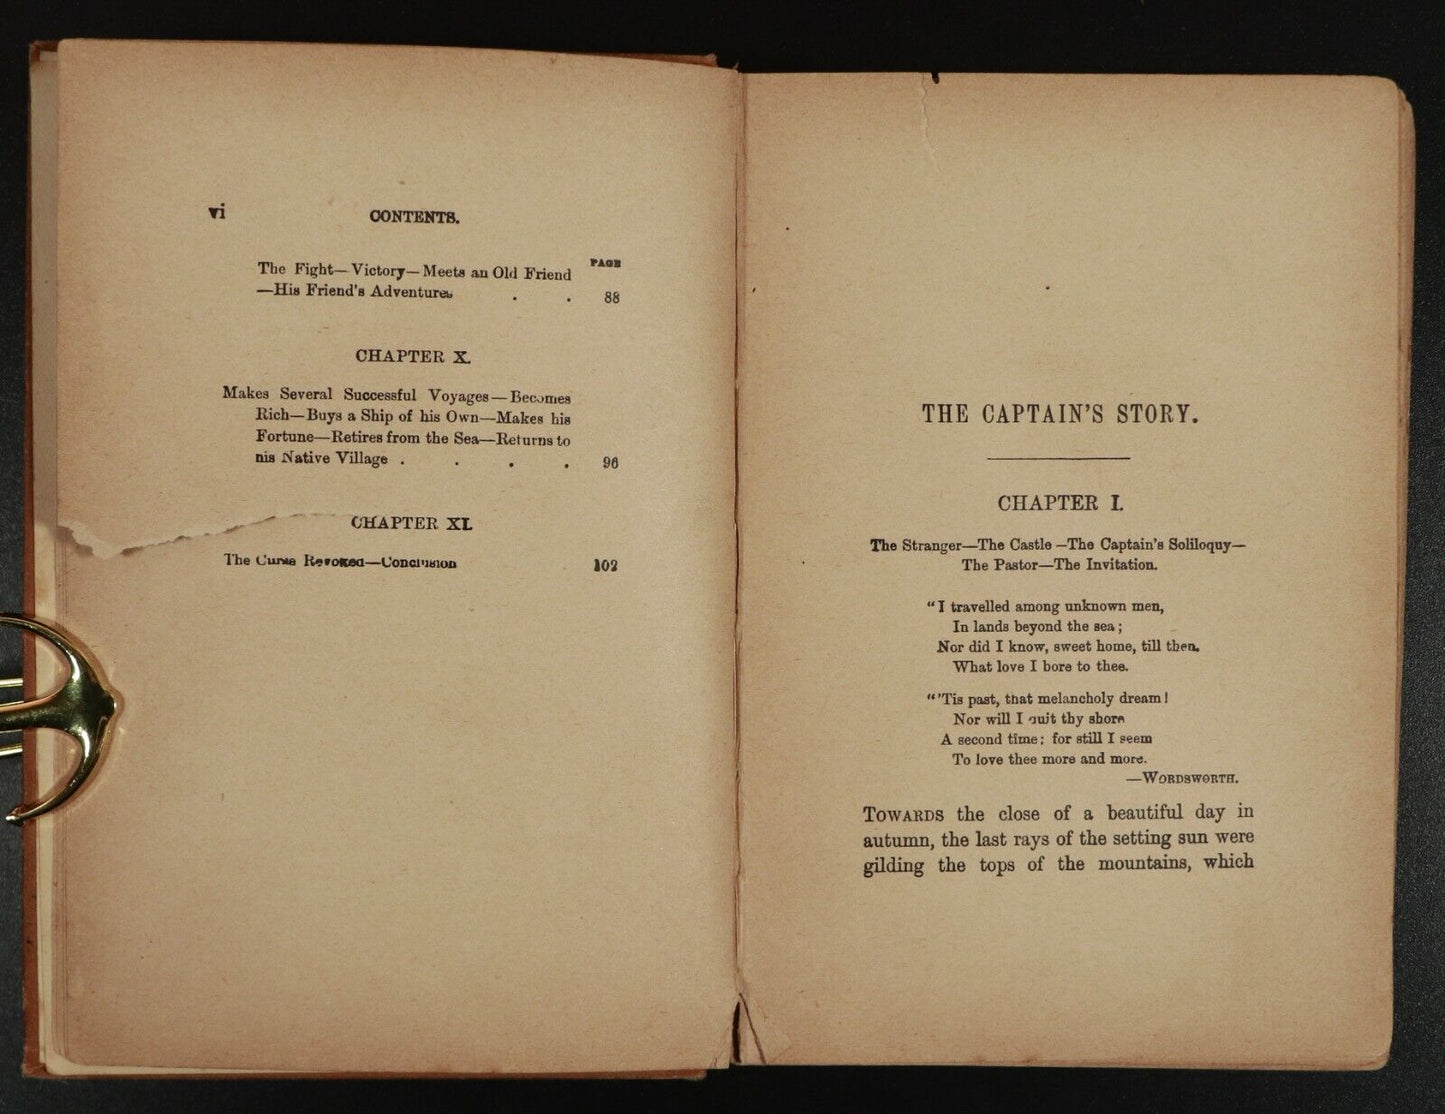 vi CONTENTS.
PAGE
The Fight—Victory—Meets an Old Friend
—His Friend's Adventures . . 88
CHAPTER X.
Makes Several Successful Voyages—Becomes
Rich—Buys a Ship of his Own—Makes his
Fortune—Retires from the Sea—Returns to
his Native Village . . . . 96
CHAPTER XI.
The Curse Revoked—Conclusion 102
THE CAPTAIN'S STORY.
CHAPTER I.
The Stranger—The Castle—The Captain's Soliloquy—
The Pastor—The Invitation.
"I travelled among unknown men,
In lands beyond the sea;
Nor did I know, sweet home, till then,
What love I bore to thee.
"'Tis past, that melancholy dream!
Nor will I quit thy shore
A second time; for still I seem
To love thee more and more.
—WORDSWORTH.
TOWARDS the close of a beautiful day in
autumn, the last rays of the setting sun were
gilding the tops of the mountains, which